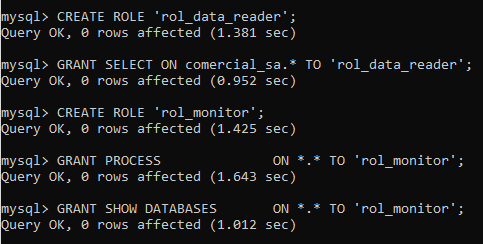 mysql> CREATE ROLE 'rol_data_reader';
Query OK, 0 rows affected (1.381 sec)
mysql> GRANT SELECT ON comercial_sa.* TO 'rol_data_reader';
Query OK, 0 rows affected (0.952 sec)
mysql> CREATE ROLE 'rol_monitor';
Query OK, 0 rows affected (1.425 sec)
mysql> GRANT PROCESS              ON *.* TO 'rol_monitor';
Query OK, 0 rows affected (1.643 sec)
mysql> GRANT SHOW DATABASES       ON *.* TO 'rol_monitor';
Query OK, 0 rows affected (1.012 sec)